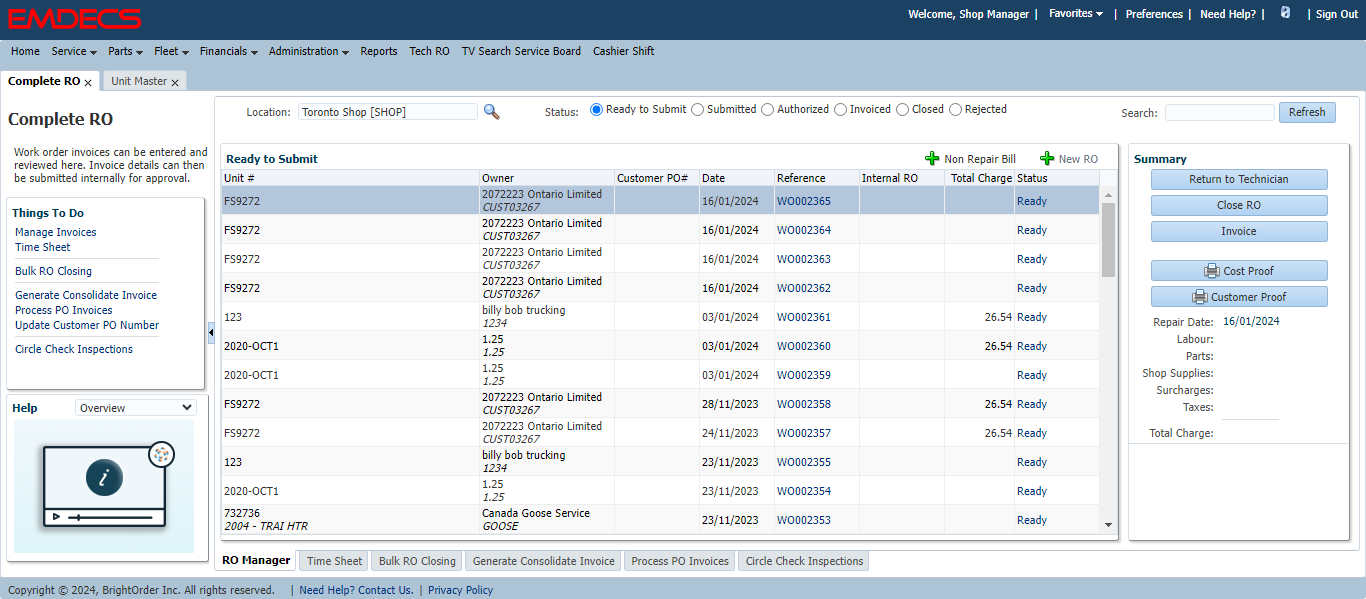 EMDECS
Welcome, Shop Manager | Favorites | Preferences | Need Help? | | Sign Out
Home Service Parts Fleet Financials Administration Reports Tech RO TV Search Service Board Cashier Shift
Complete RO x Unit Master x
Complete RO
Work order invoices can be entered and
reviewed here. Invoice details can then
be submitted internally for approval.
Things To Do
Manage Invoices
Time Sheet
Bulk RO Closing
Generate Consolidate Invoice
Process PO Invoices
Update Customer PO Number
Circle Check Inspections
Help Overview
i
Location: Toronto Shop [SHOP] Status: Ready to Submit Submitted Authorized Invoiced Closed Rejected Search: Refresh
Ready to Submit Non Repair Bill New RO
Unit # Owner Customer PO# Date Reference Internal RO Total Charge Status
FS9272 2072223 Ontario Limited CUST03267 16/01/2024 WO002365 Ready
FS9272 2072223 Ontario Limited CUST03267 16/01/2024 WO002364 Ready
FS9272 2072223 Ontario Limited CUST03267 16/01/2024 WO002363 Ready
FS9272 2072223 Ontario Limited CUST03267 16/01/2024 WO002362 Ready
123 billy bob trucking 1234 03/01/2024 WO002361 26.54 Ready
2020-OCT1 1.25 1.25 03/01/2024 WO002360 26.54 Ready
2020-OCT1 1.25 1.25 03/01/2024 WO002359 Ready
FS9272 2072223 Ontario Limited CUST03267 28/11/2023 WO002358 26.54 Ready
FS9272 2072223 Ontario Limited CUST03267 24/11/2023 WO002357 26.54 Ready
123 billy bob trucking 1234 23/11/2023 WO002355 Ready
2020-OCT1 1.25 1.25 23/11/2023 WO002354 Ready
732736 2004 - TRAI HTR Canada Goose Service GOOSE 23/11/2023 WO002353 Ready
Summary
Return to Technician
Close RO
Invoice
Cost Proof
Customer Proof
Repair Date: 16/01/2024
Labour:
Parts:
Shop Supplies:
Surcharges:
Taxes:
Total Charge:
RO Manager Time Sheet Bulk RO Closing Generate Consolidate Invoice Process PO Invoices Circle Check Inspections
Copyright © 2024, BrightOrder Inc. All rights reserved. | Need Help? Contact Us. | Privacy Policy